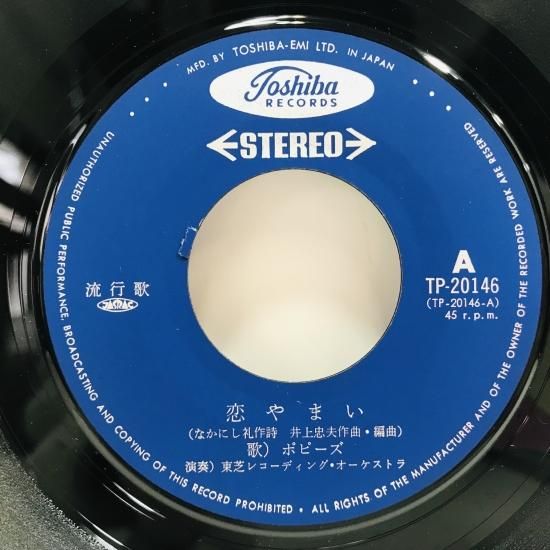 MFD. BY TOSHIBA-EMI LTD. IN JAPAN
Toshiba
RECORDS
STEREO
A
TP-20146
(TP-20146-A)
45 r.p.m.
流行歌
JASRAC
恋やまい
(なかにし礼作詩 井上忠夫作曲・編曲)
歌) ポピーズ
演奏) 東芝レコーディング・オーケストラ
UNAUTHORIZED PUBLIC PERFORMANCE, BROADCASTING AND COPYING OF THIS RECORD PROHIBITED • ALL RIGHTS OF THE MANUFACTURER AND OF THE OWNER OF THE RECORDED WORK ARE RESERVED